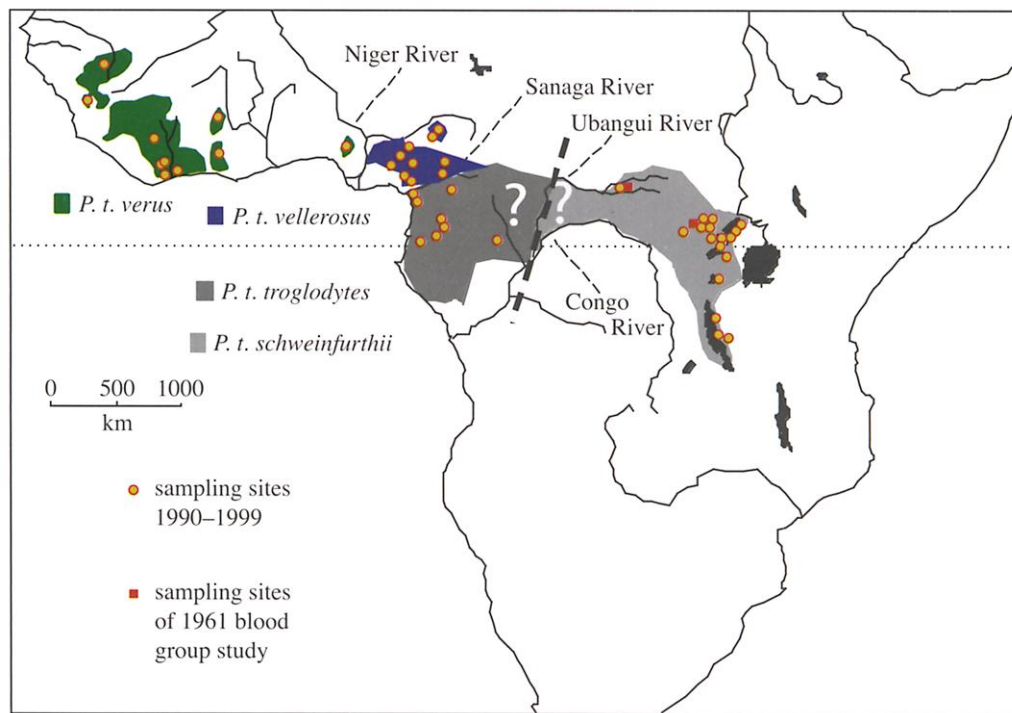 Niger River
Sanaga River
Ubangui River
P. t. verus
P. t. vellerosus
? ?
P. t. troglodytes
P. t. schweinfurthii
Congo
River
0 500 1000
km
sampling sites
1990–1999
sampling sites
of 1961 blood
group study